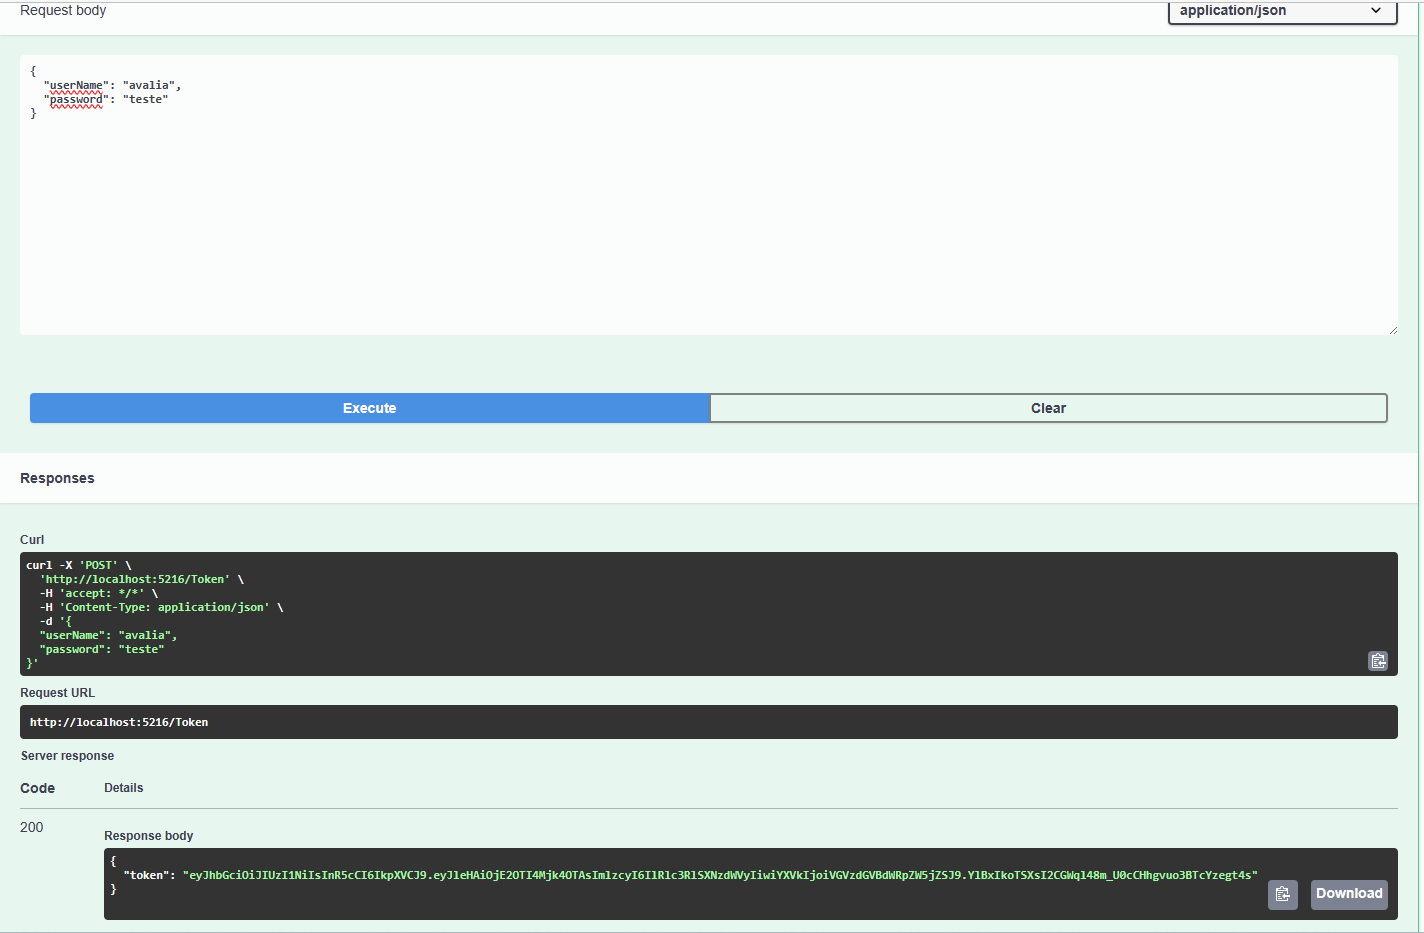 Request body
application/json
{
"userName": "avalia",
"password": "teste"
}
Execute
Clear
Responses
Curl
curl -X 'POST' \
'http://localhost:5216/Token' \
-H 'accept: */*' \
-H 'Content-Type: application/json' \
-d '{
"userName": "avalia",
"password": "teste"
}'
Request URL
http://localhost:5216/Token
Server response
Code
Details
200
Response body
{
"token": "eyJhbGciOiJIUzI1NiIsInR5cCI6IkpXVCJ9.eyJleHAiOjE2OTI4Mjk4OTAsImlzcyI6IlRlc3RlSXNzdWVyIiwiYXVkIjoiVGVzdGVBdWRpZW5jZSJ9.YlBxIkoTSXsI2CGWql48m_U0cCHhgvuo3BTcYzegt4s"
}
Download